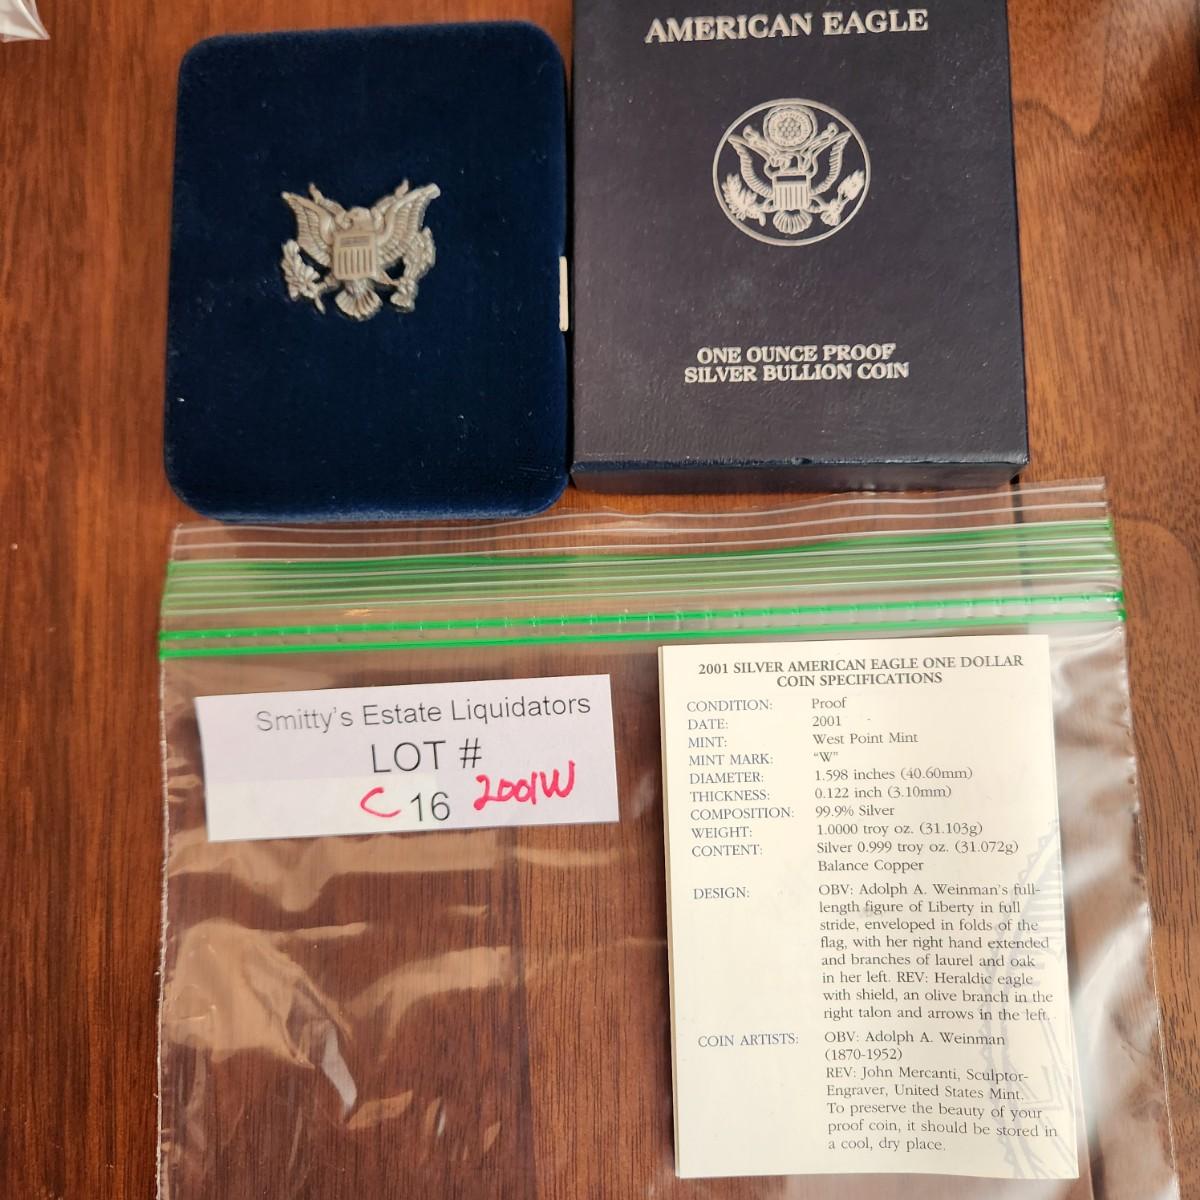 AMERICAN EAGLE
ONE OUNCE PROOF
SILVER BULLION COIN
Smitty's Estate Liquidators
LOT #
C 16 2001W
2001 SILVER AMERICAN EAGLE ONE DOLLAR
COIN SPECIFICATIONS
CONDITION: Proof
DATE: 2001
MINT: West Point Mint
MINT MARK: "W"
DIAMETER: 1.598 inches (40.60mm)
THICKNESS: 0.122 inch (3.10mm)
COMPOSITION: 99.9% Silver
WEIGHT: 1.0000 troy oz. (31.103g)
CONTENT: Silver 0.999 troy oz. (31.072g)
Balance Copper
DESIGN: OBV: Adolph A. Weinman's full-
length figure of Liberty in full
stride, enveloped in folds of the
flag, with her right hand extended
and branches of laurel and oak
in her left. REV: Heraldic eagle
with shield, an olive branch in the
right talon and arrows in the left.
COIN ARTISTS: OBV: Adolph A. Weinman
(1870-1952)
REV: John Mercanti, Sculptor-
Engraver, United States Mint.
To preserve the beauty of your
proof coin, it should be stored in
a cool, dry place.